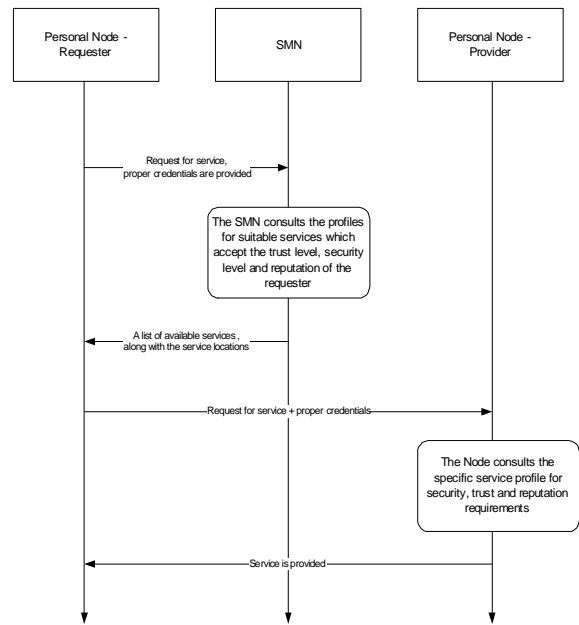 Personal Node -
Requester
SMN
Personal Node -
Provider
Request for service,
proper credentials are provided
The SMN consults the profiles
for suitable services which
accept the trust level, security
level and reputation of the
requester
A list of available services ,
along with the service locations
Request for service + proper credentials
The Node consults the
specific service profile for
security, trust and reputation
requirements
Service is provided